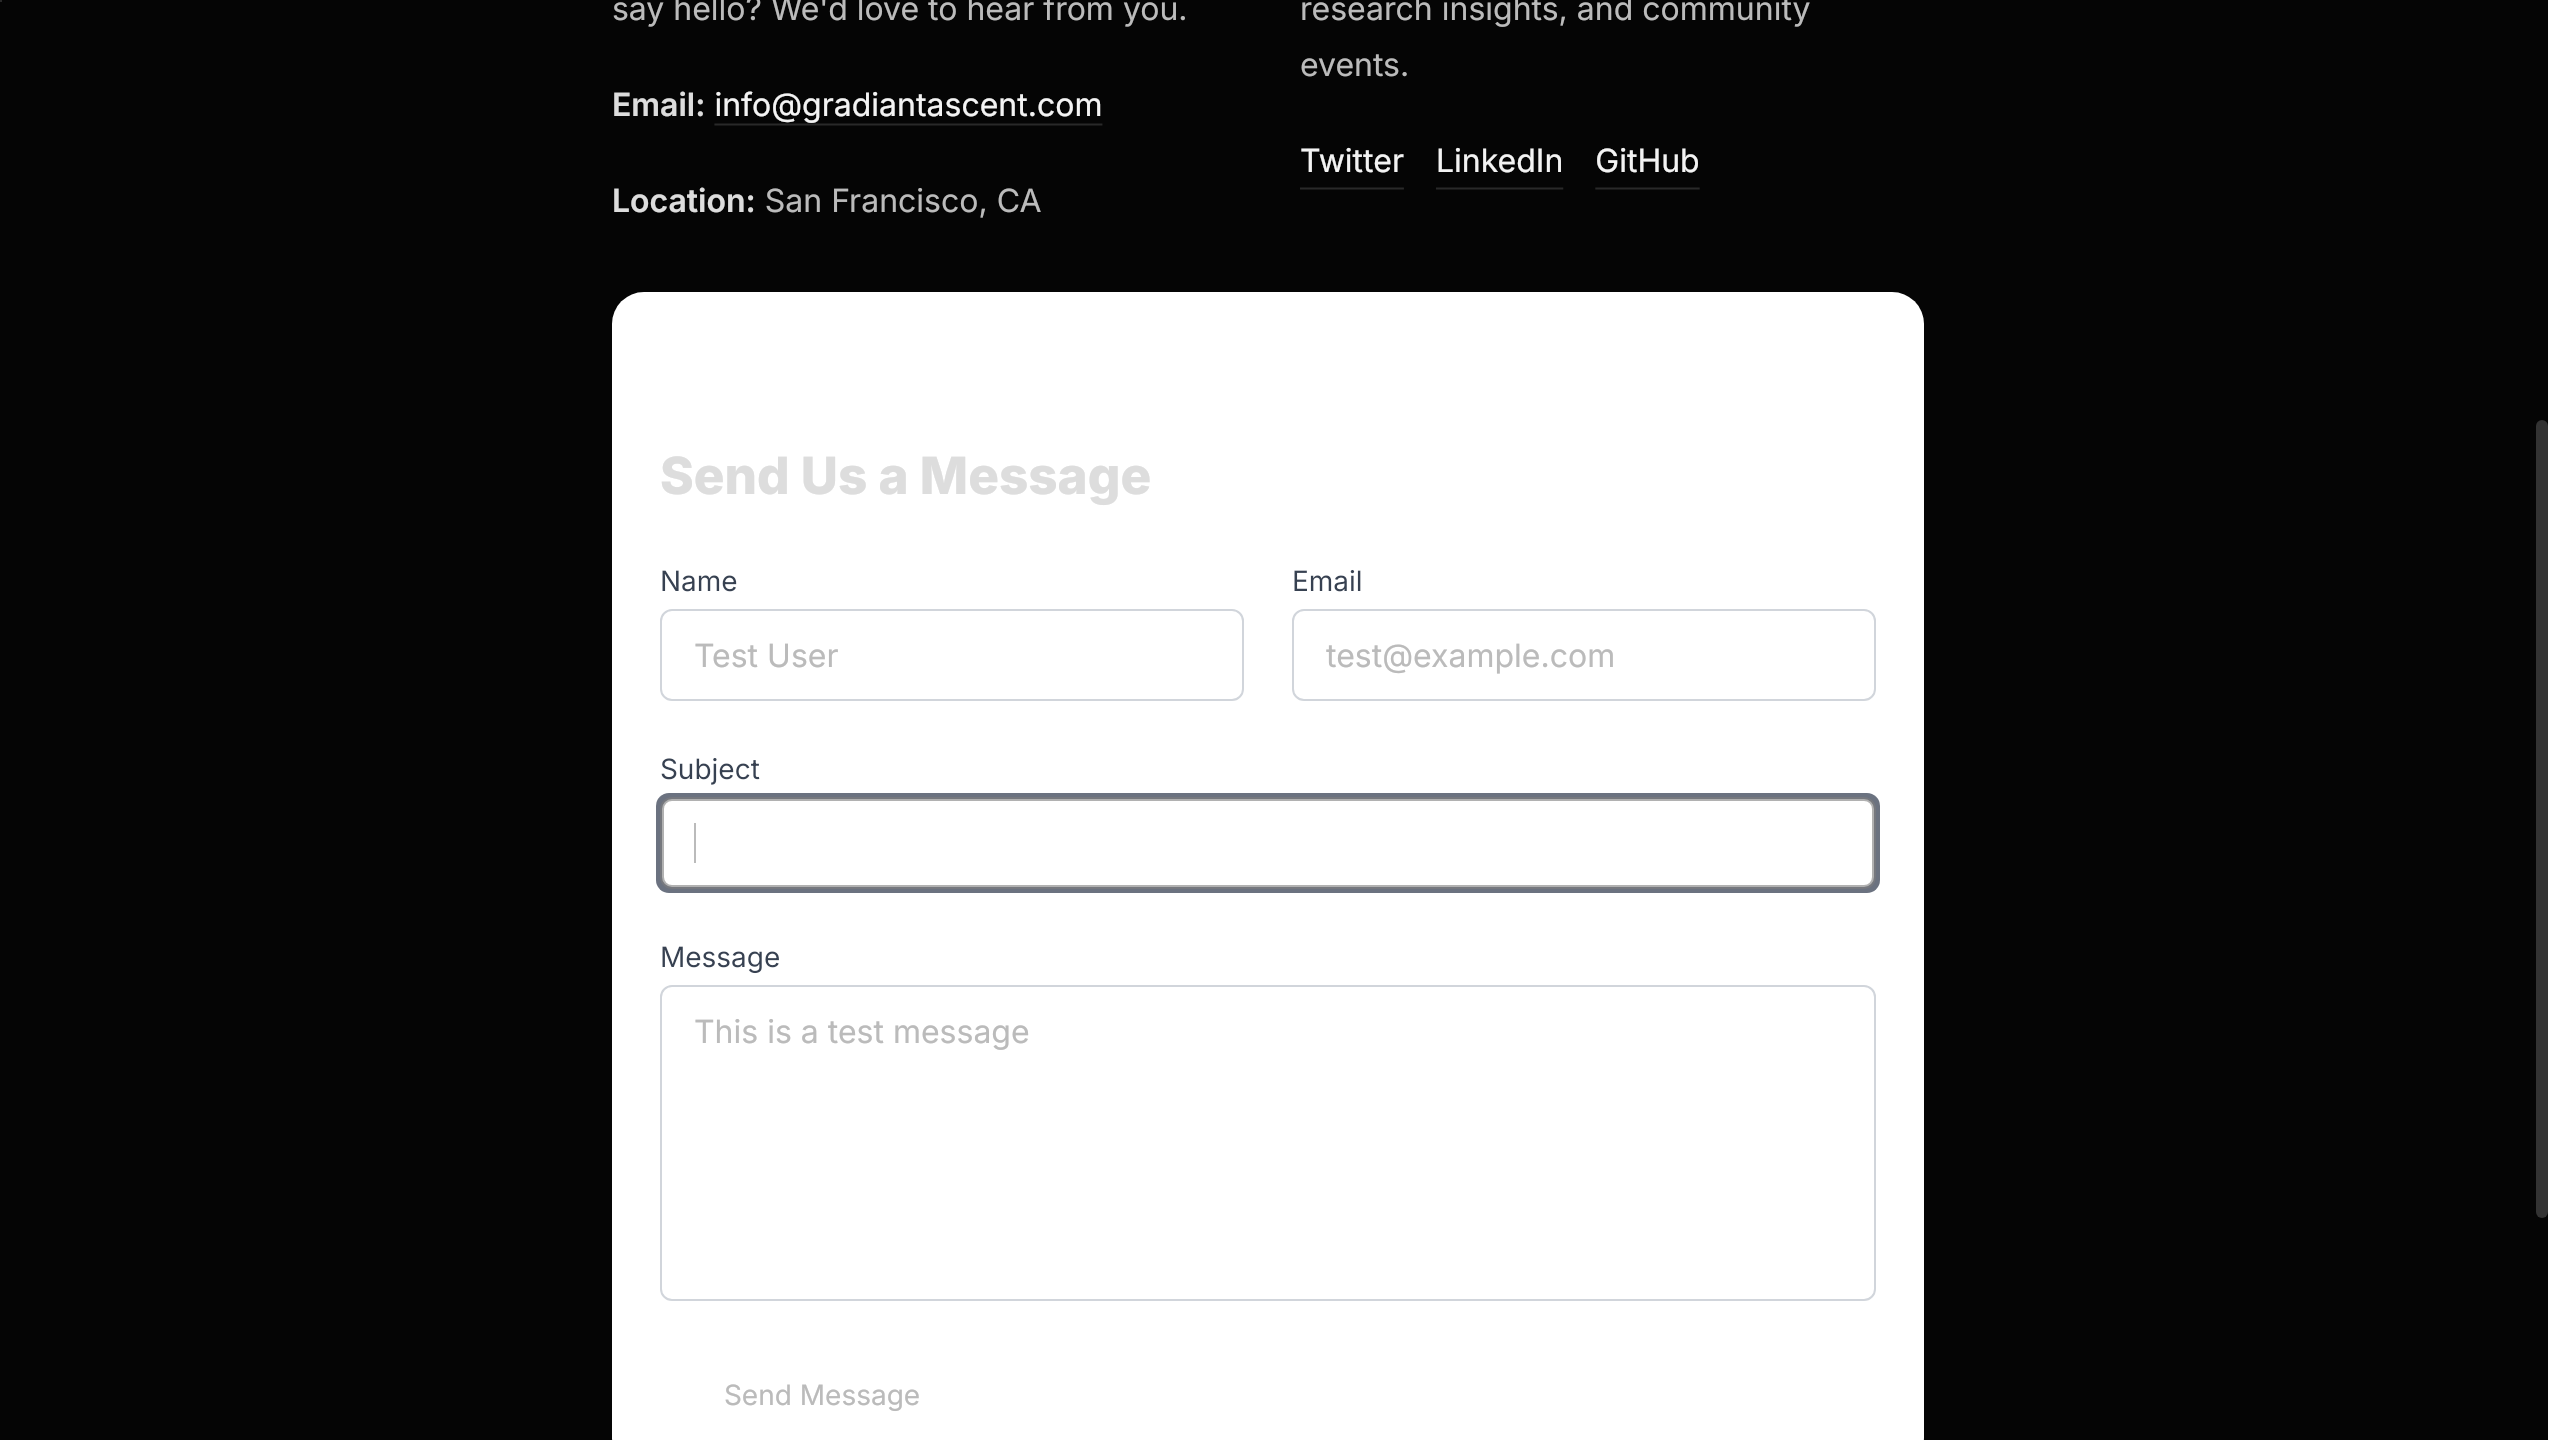 say hello? We'd love to hear from you.
Email: info@gradiantascent.com
Location: San Francisco, CA
research insights, and community
events.
Twitter LinkedIn GitHub
Send Us a Message
Name
Test User
Email
test@example.com
Subject
Message
This is a test message
Send Message